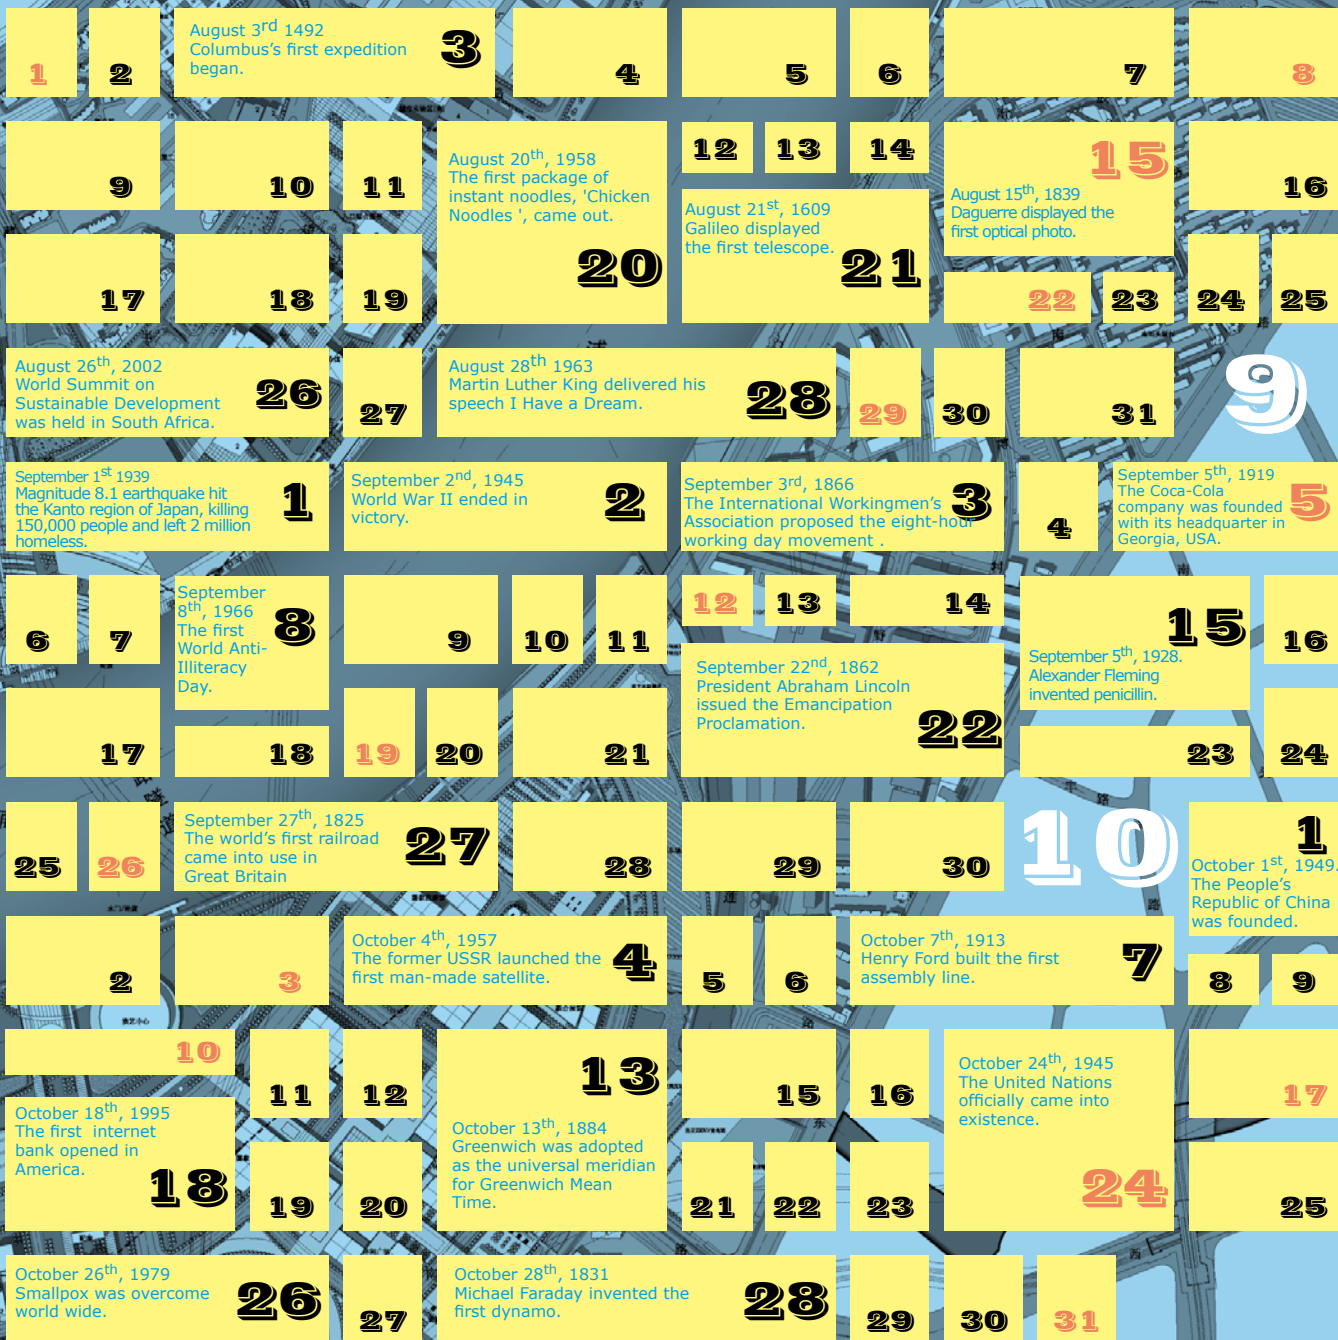 1
2
August 3rd 1492
Columbus's first expedition
began.
3
4
5
6
7
8
9
10
11
August 20th, 1958
The first package of
instant noodles, 'Chicken
Noodles ', came out.
20
12
13
14
August 21st, 1609
Galileo displayed
the first telescope.
21
15
August 15th, 1839
Daguerre displayed the
first optical photo.
16
17
18
19
22
23
24
25
August 26th, 2002
World Summit on
Sustainable Development
was held in South Africa.
26
27
August 28th 1963
Martin Luther King delivered his
speech I Have a Dream.
28
29
30
31
9
September 1st 1939
Magnitude 8.1 earthquake hit
the Kanto region of Japan, killing
150,000 people and left 2 million
homeless.
1
September 2nd, 1945
World War II ended in
victory.
2
September 3rd, 1866
The International Workingmen's
Association proposed the eight-hour
working day movement .
3
4
September 5th, 1919
The Coca-Cola
company was founded
with its headquarter in
Georgia, USA.
5
6
7
September
8th, 1966
The first
World Anti-
Illiteracy
Day.
8
9
10
11
12
13
14
15
September 5th, 1928.
Alexander Fleming
invented penicillin.
16
17
18
19
20
21
September 22nd, 1862
President Abraham Lincoln
issued the Emancipation
Proclamation.
22
23
24
25
26
September 27th, 1825
The world's first railroad
came into use in
Great Britain
27
28
29
30
10
1
October 1st, 1949.
The People's
Republic of China
was founded.
2
3
October 4th, 1957
The former USSR launched the
first man-made satellite.
4
5
6
October 7th, 1913
Henry Ford built the first
assembly line.
7
8
9
10
11
12
13
October 13th, 1884
Greenwich was adopted
as the universal meridian
for Greenwich Mean
Time.
15
16
October 24th, 1945
The United Nations
officially came into
existence.
24
17
October 18th, 1995
The first  internet
bank opened in
America.
18
19
20
21
22
23
25
October 26th, 1979
Smallpox was overcome
world wide.
26
27
October 28th, 1831
Michael Faraday invented the
first dynamo.
28
29
30
31